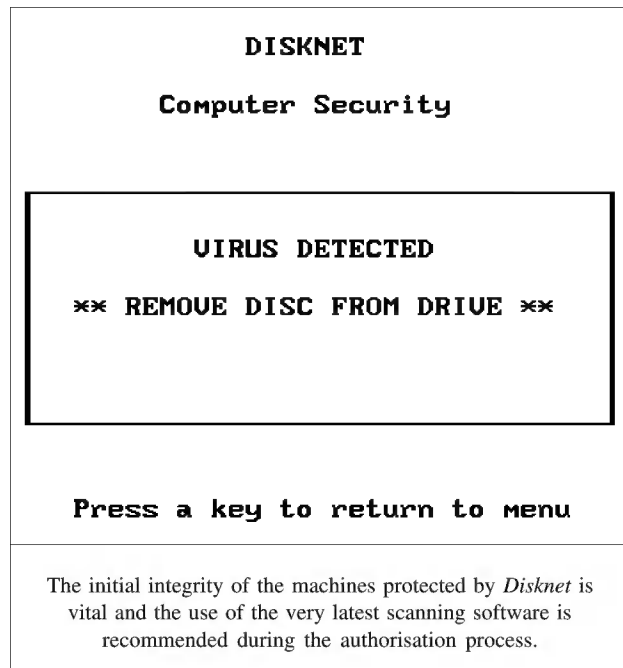 DISKNET
Computer Security
VIRUS DETECTED
** REMOVE DISC FROM DRIVE **
Press a key to return to menu
The initial integrity of the machines protected by Disknet is
vital and the use of the very latest scanning software is
recommended during the authorisation process.